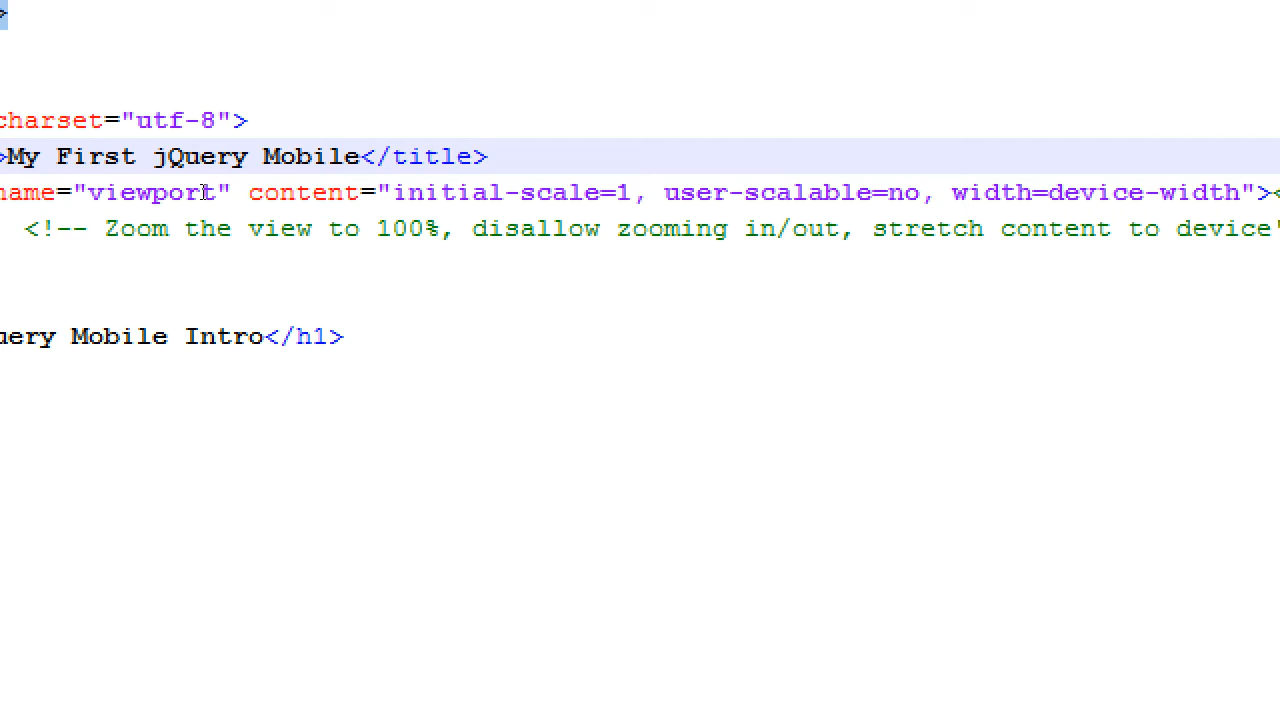 >
charset="utf-8">
>My First jQuery Mobile</title>
name="viewport" content="initial-scale=1, user-scalable=no, width=device-width"><
<!-- Zoom the view to 100%, disallow zooming in/out, stretch content to device'
uery Mobile Intro</h1>